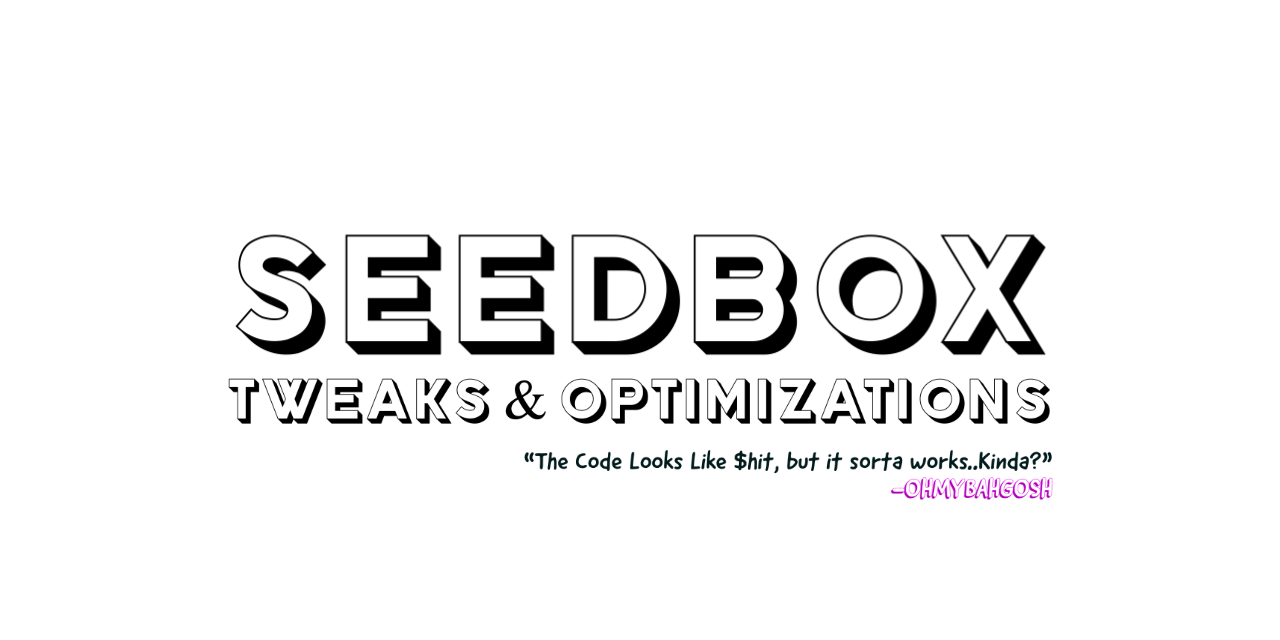 SEEDBOX
TWEAKS & OPTIMIZATIONS
“The Code Looks Like $hit, but it sorta works..Kinda?”
-OHMYBAHGOSH